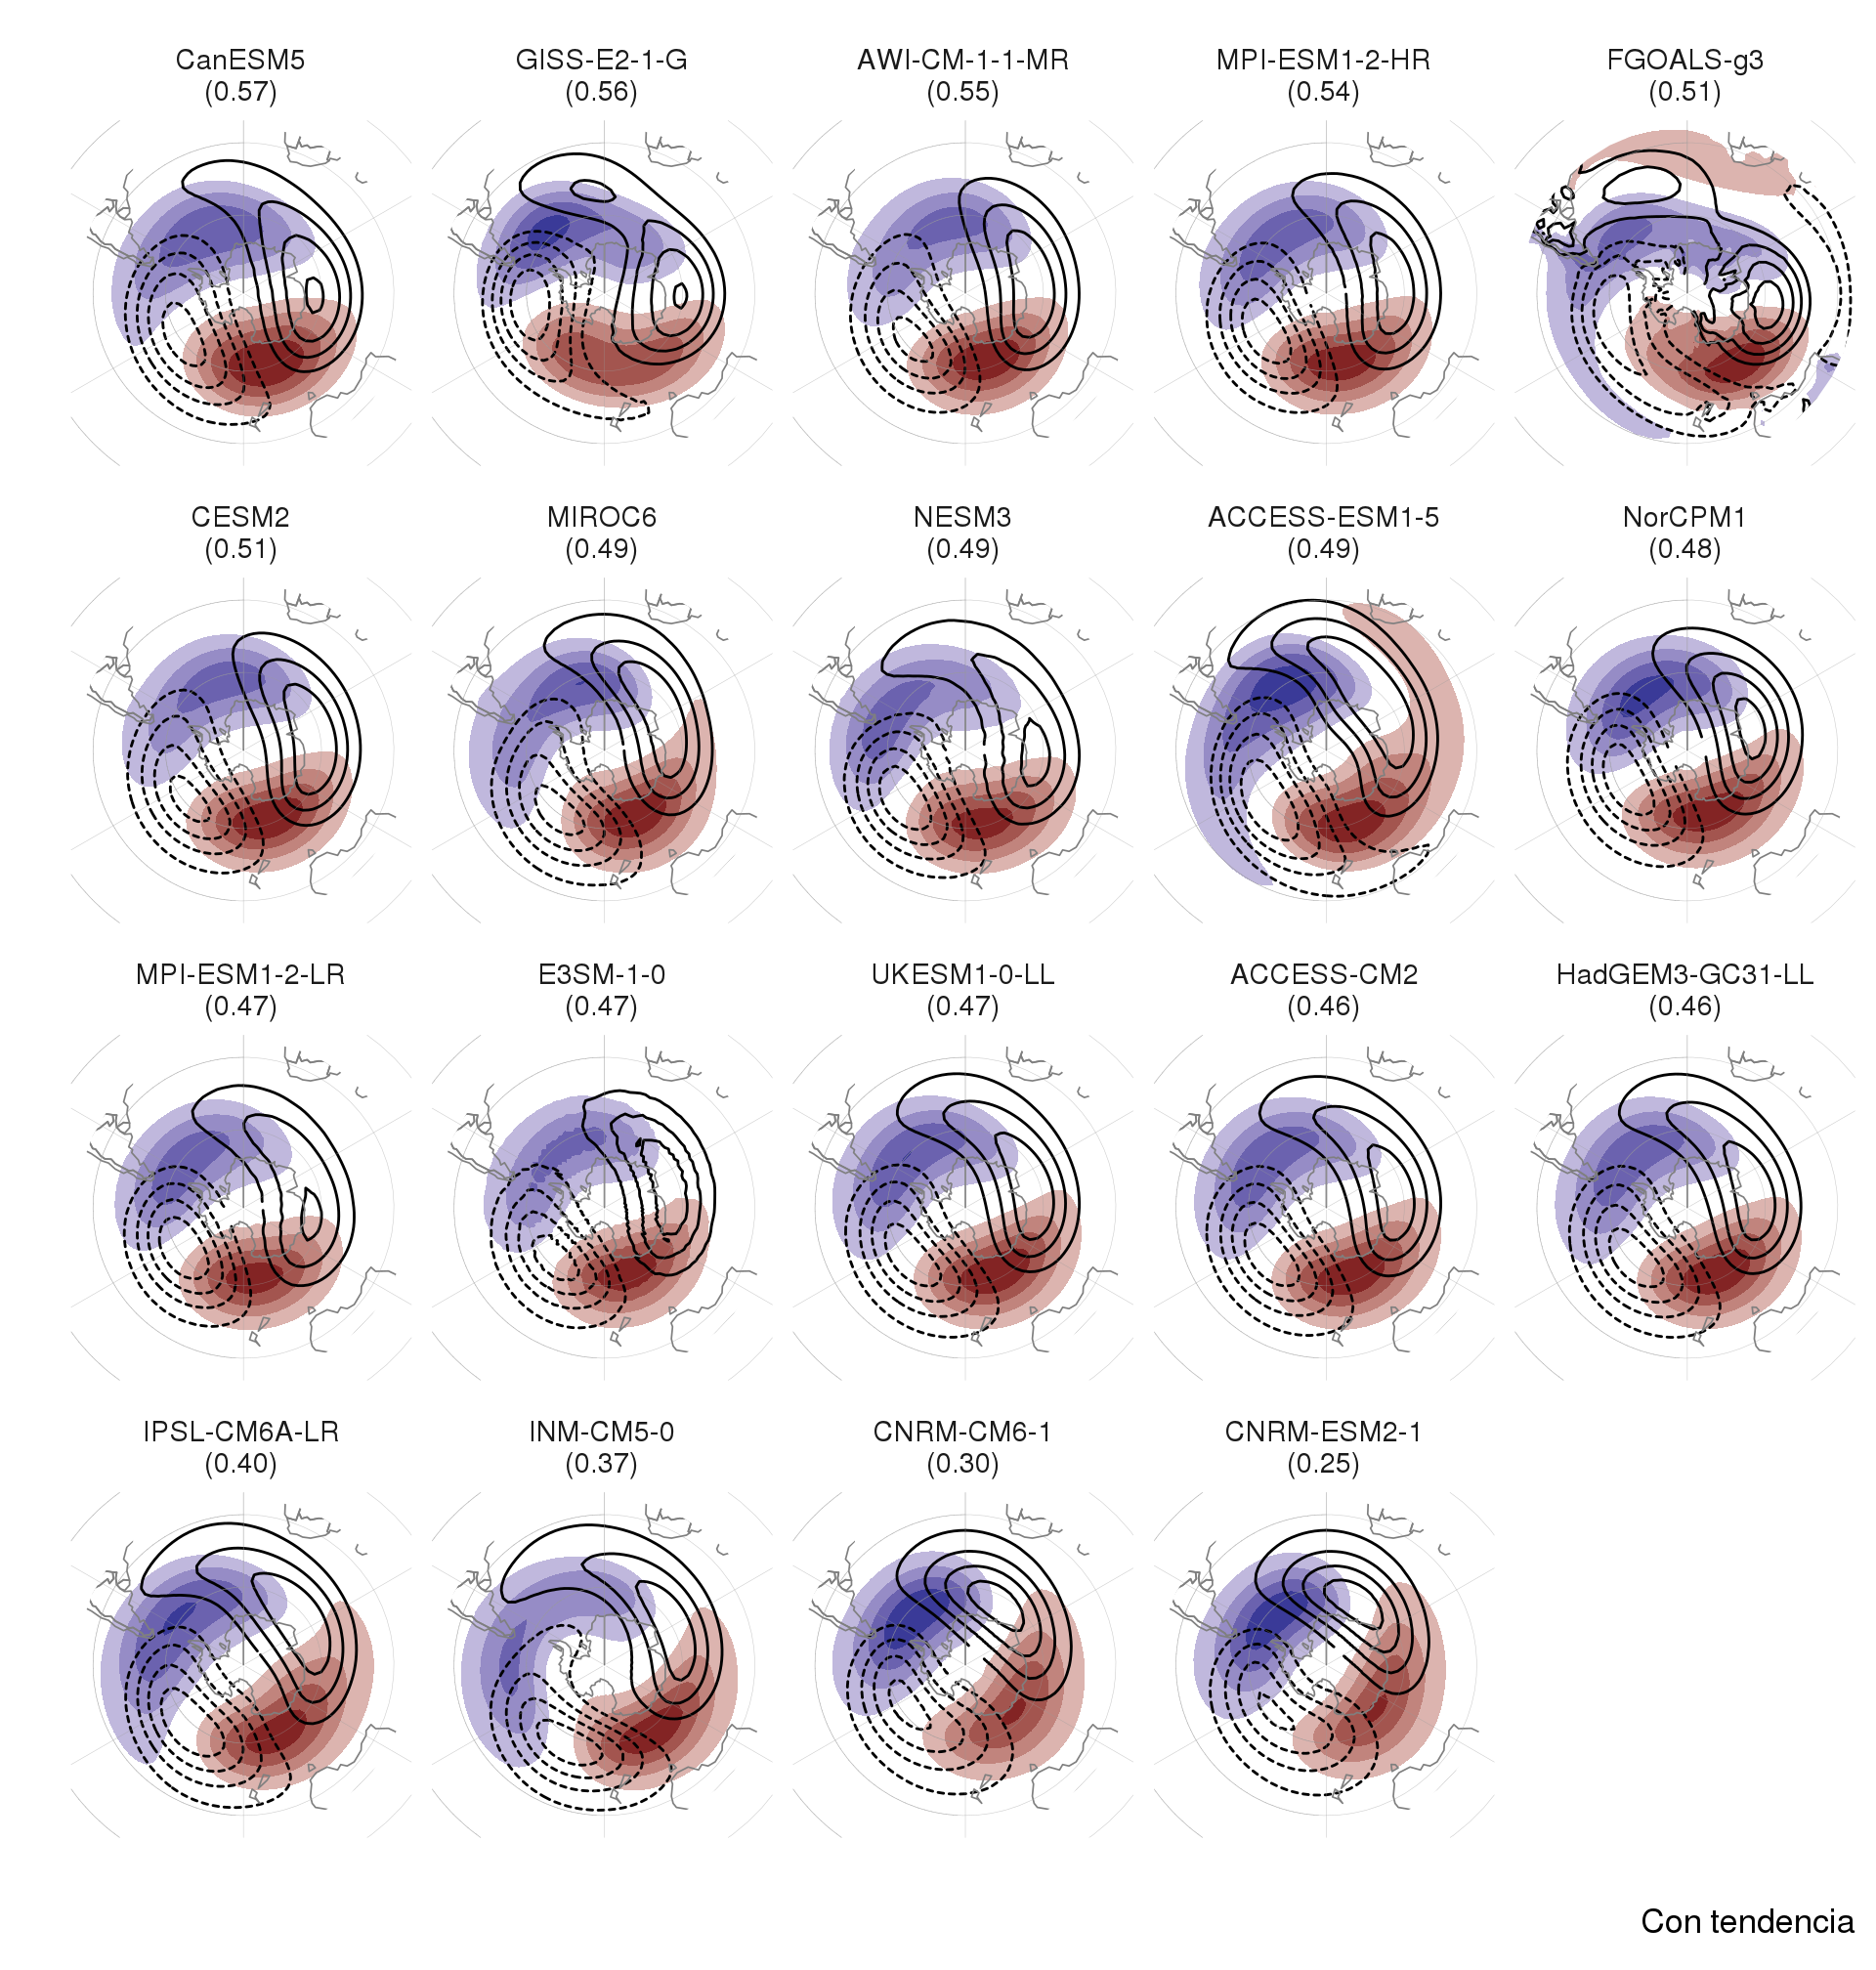 CanESM5
(0.57)
GISS-E2-1-G
(0.56)
AWI-CM-1-1-MR
(0.55)
MPI-ESM1-2-HR
(0.54)
FGOALS-g3
(0.51)
CESM2
(0.51)
MIROC6
(0.49)
NESM3
(0.49)
ACCESS-ESM1-5
(0.49)
NorCPM1
(0.48)
MPI-ESM1-2-LR
(0.47)
E3SM-1-0
(0.47)
UKESM1-0-LL
(0.47)
ACCESS-CM2
(0.46)
HadGEM3-GC31-LL
(0.46)
IPSL-CM6A-LR
(0.40)
INM-CM5-0
(0.37)
CNRM-CM6-1
(0.30)
CNRM-ESM2-1
(0.25)
Con tendencia